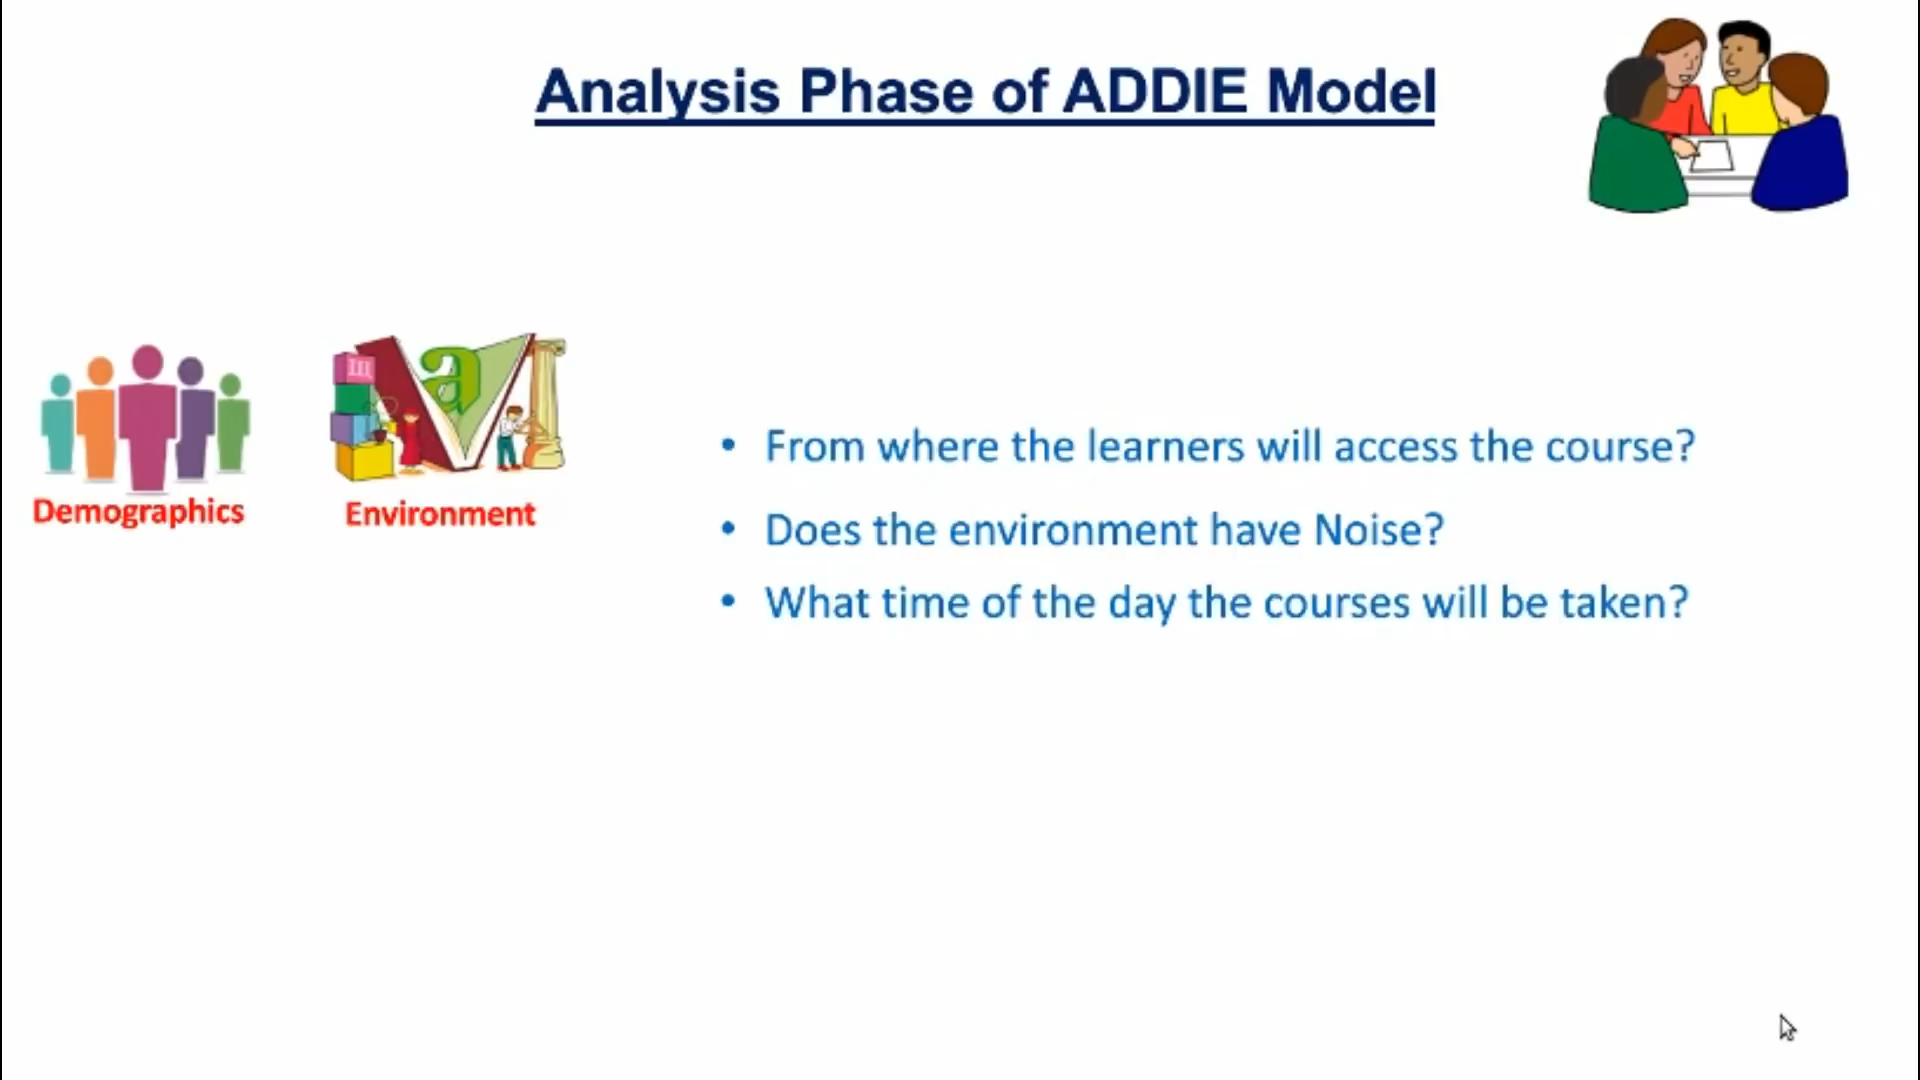 Analysis Phase of ADDIE Model
III
a
Demographics
Environment
• From where the learners will access the course?
• Does the environment have Noise?
• What time of the day the courses will be taken?